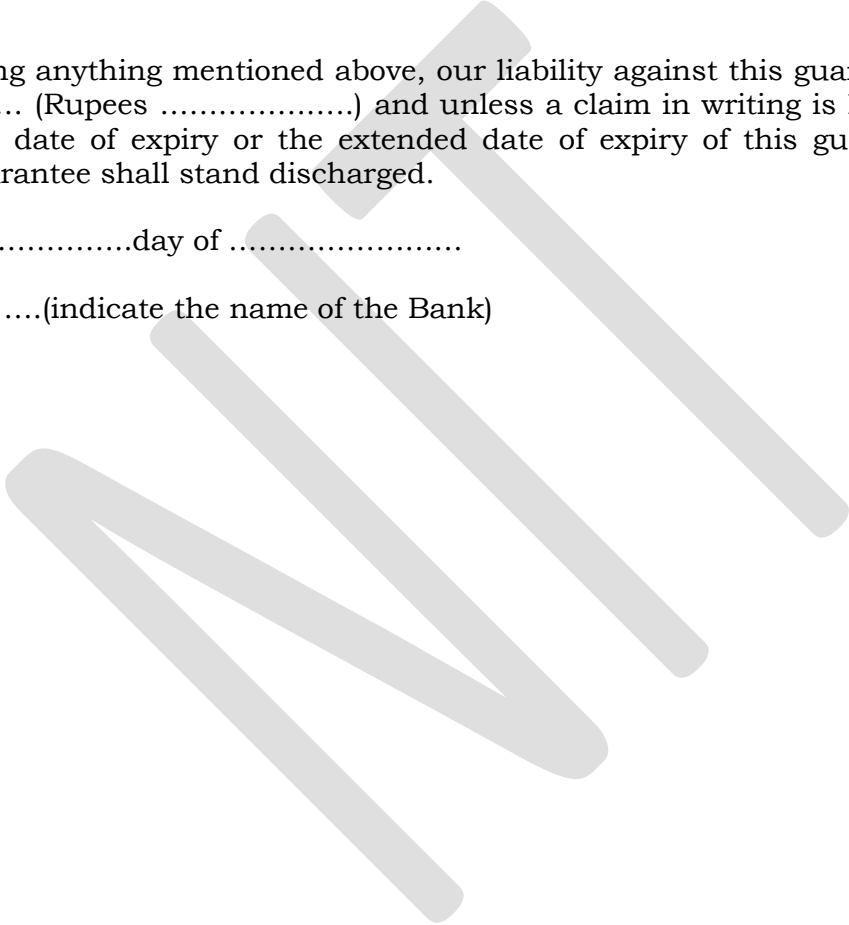 ng anything mentioned above, our liability against this guar
... (Rupees ………………..) and unless a claim in writing is
date of expiry or the extended date of expiry of this gu
rantee shall stand discharged.
……………day of ……………………
….(indicate the name of the Bank)
NIT